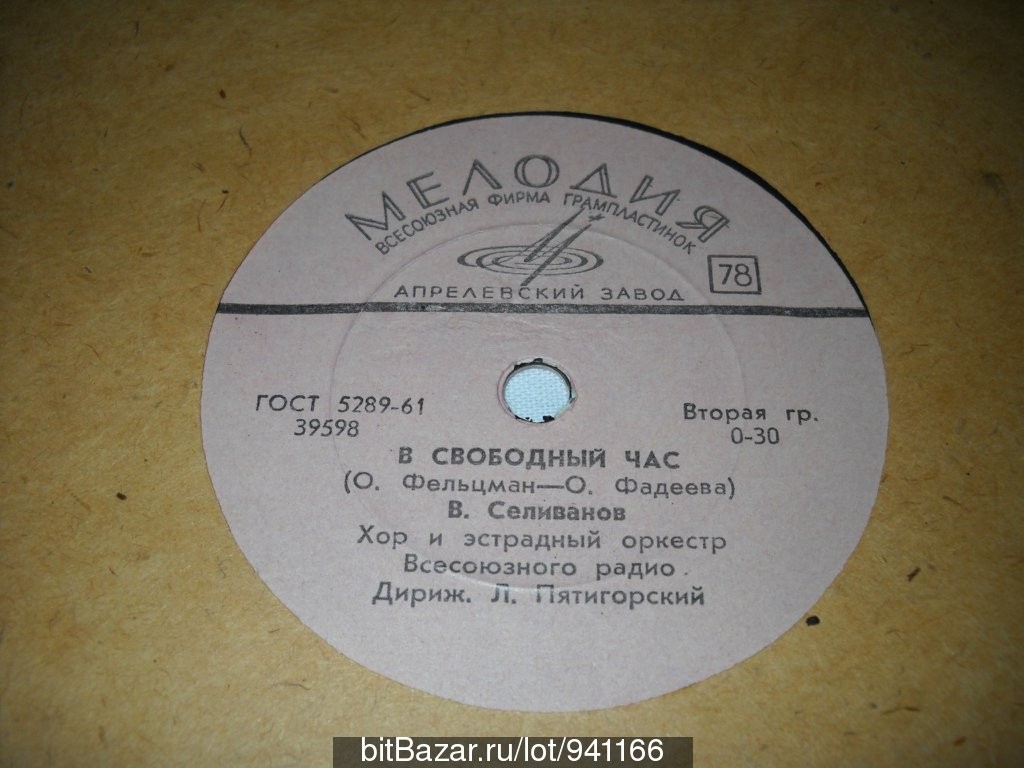 МЕЛОДИЯ
ВСЕСОЮЗНАЯ ФИРМА ГРАМПЛАСТИНОК
78
АПРЕЛЕВСКИЙ ЗАВОД
ГОСТ 5289-61
39598
Вторая гр.
0-30
В СВОБОДНЫЙ ЧАС
(О. Фельцман—О. Фадеева)
В. Селиванов
Хор и эстрадный оркестр
Всесоюзного радио.
Дириж. Л. Пятигорский
bitBazar.ru/lot/941166